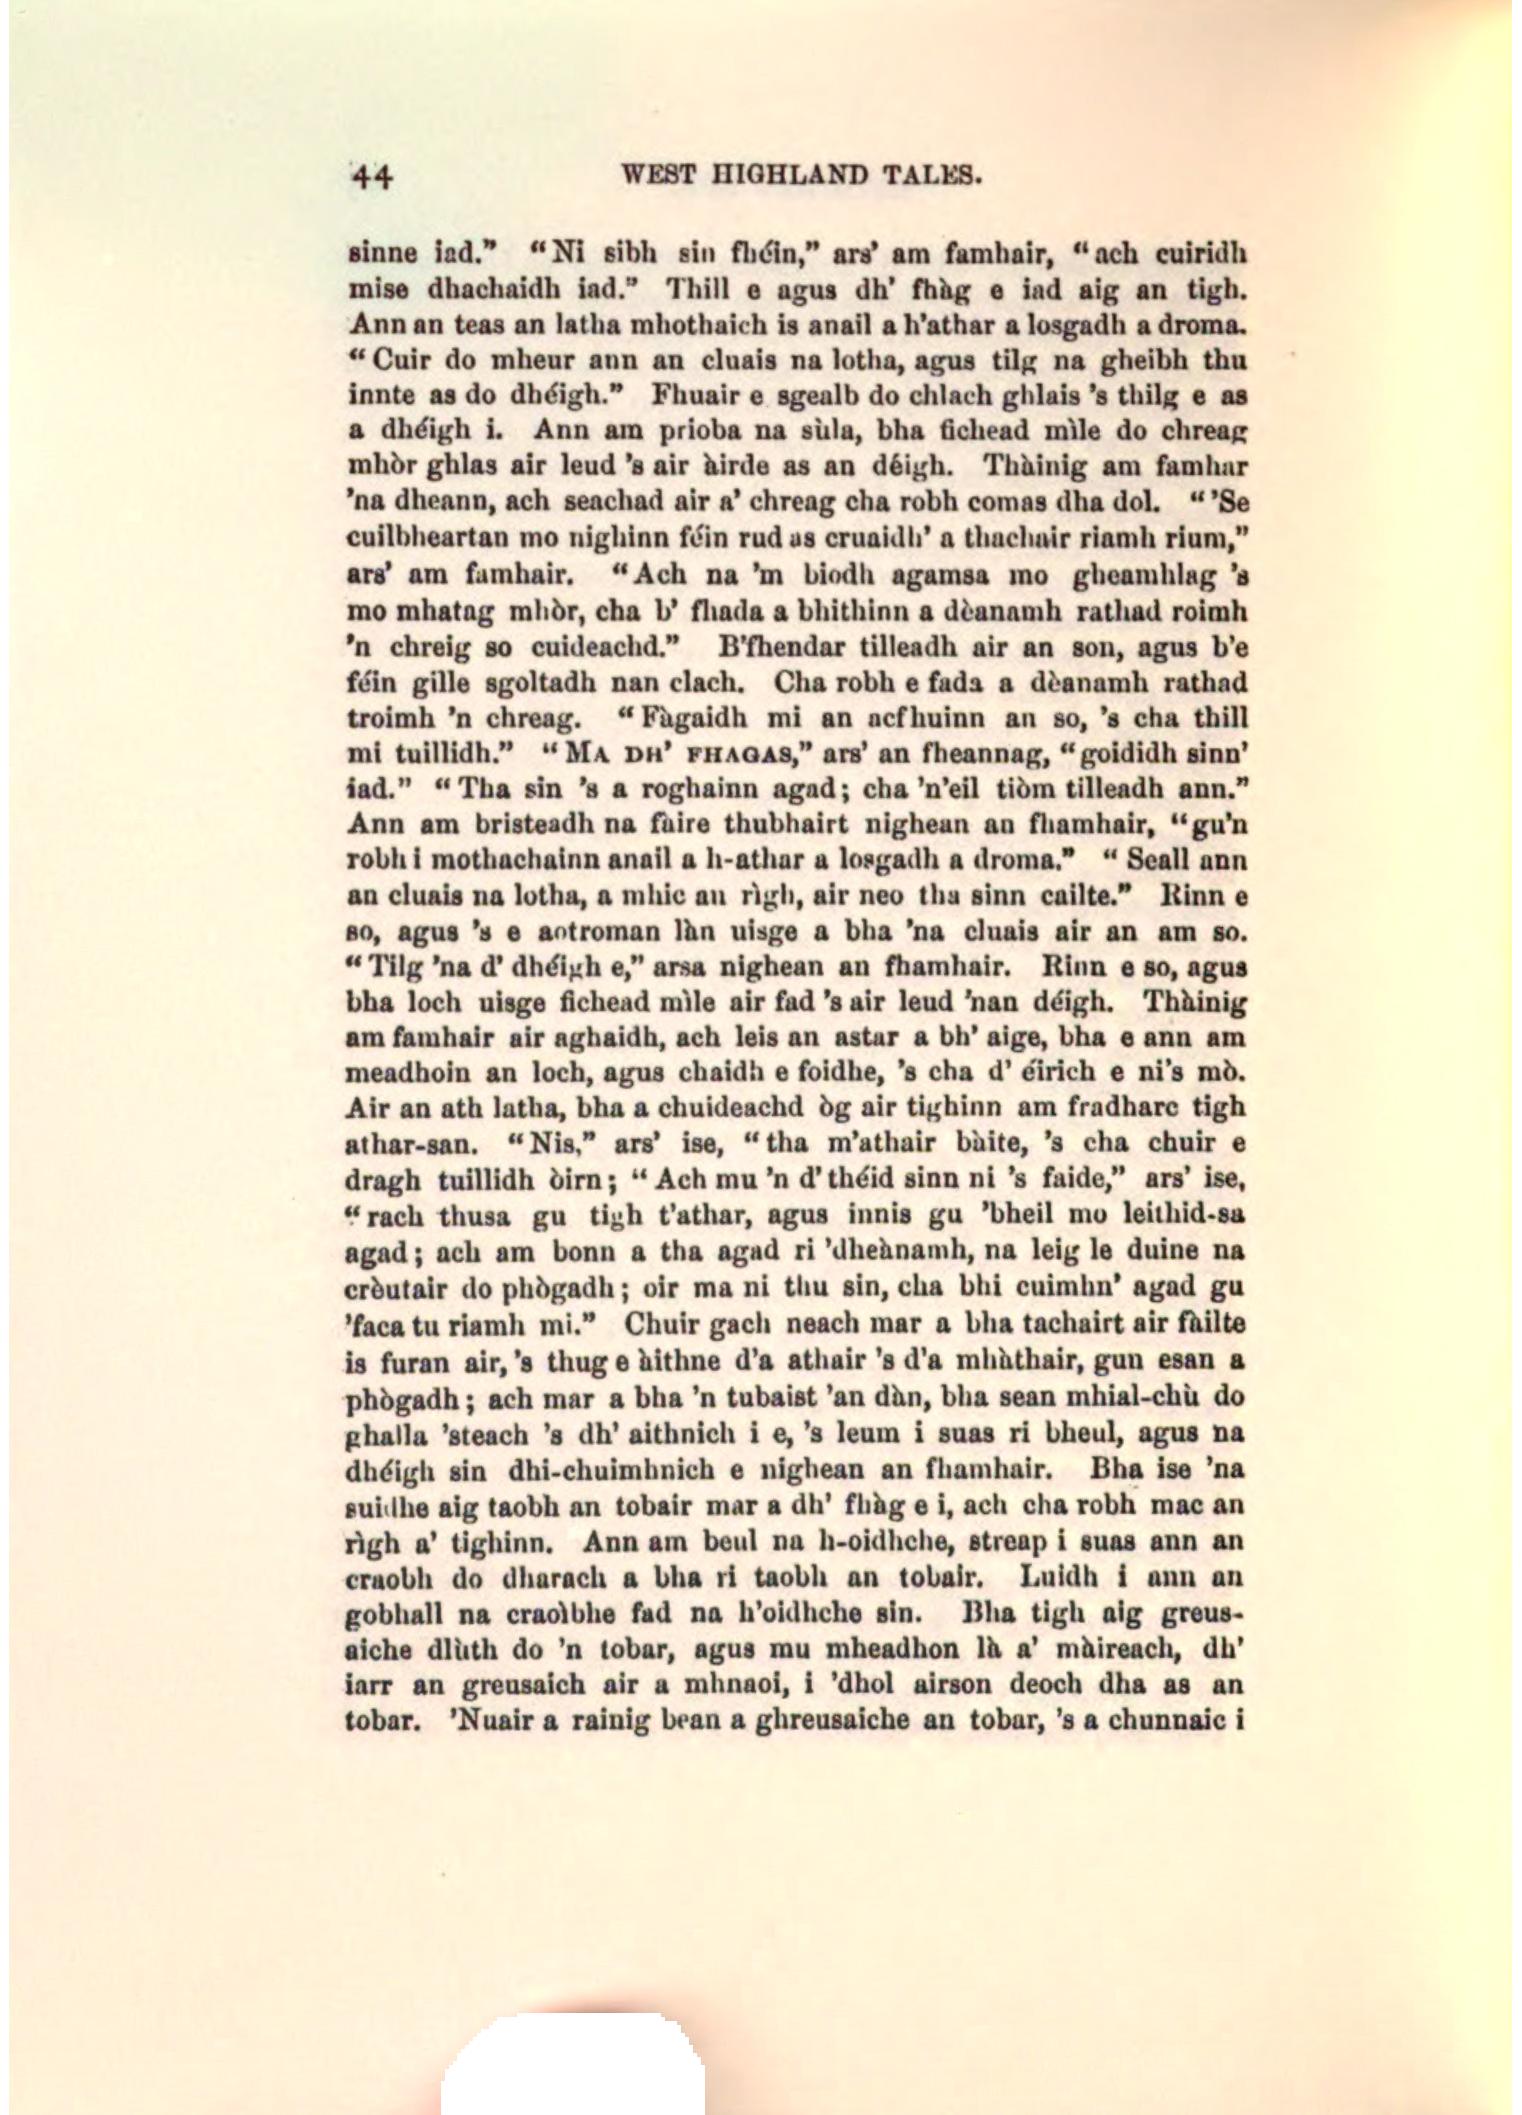 44 WEST HIGHLAND TALES.
sinne iad.” “Ni sibh sin fhéin,” ars’ am famhair, “ach cuiridh
mise dhachaidh iad.” Thill e agus dh’ fhàg e iad aig an tigh.
Ann an teas an latha mhothaich is anail a h’athar a losgadh a droma.
“Cuir do mheur ann an cluais na lotha, agus tilg na gheibh thu
innte as do dhéigh.” Fhuair e sgealb do chlach ghlais ’s thilg e as
a dhéigh i. Ann am prioba na sùla, bha fichead mìle do chreag
mhòr ghlas air leud ’s air àirde as an déigh. Thàinig am famhar
’na dheann, ach seachad air a’ chreag cha robh comas dha dol. “’Se
cuilbheartan mo nighinn féin rud as cruaidh’ a thachair riamh rium,”
ars’ am famhair. “Ach na ’m biodh agamsa mo gheamhlag ’s
mo mhatag mhòr, cha b’ fhada a bhithinn a dèanamh rathad roimh
’n chreig so cuideachd.” B’fhendar tilleadh air an son, agus b’e
féin gille sgoltadh nan clach. Cha robh e fada a dèanamh rathad
troimh ’n chreag. “Fàgaidh mi an acfhuinn an so, ’s cha thill
mi tuillidh.” “MA DH’ FHAGAS,” ars’ an fheannag, “goididh sinn’
iad.” “Tha sin ’s a roghainn agad; cha ’n’eil tiòm tilleadh ann.”
Ann am bristeadh na fàire thubhairt nighean an fhamhair, “gu’n
robh i mothachainn anail a h-athar a losgadh a droma.” “Seall ann
an cluais na lotha, a mhic an rìgh, air neo tha sinn cailte.” Rinn e
so, agus ’s e aotroman làn uisge a bha ’na cluais air an am so.
“Tilg ’na d’ dhéigh e,” arsa nighean an fhamhair. Rinn e so, agus
bha loch uisge fichead mìle air fad ’s air leud ’nan déigh. Thàinig
am famhair air aghaidh, ach leis an astar a bh’ aige, bha e ann am
meadhoin an loch, agus chaidh e foidhe, ’s cha d’ éirich e ni’s mò.
Air an ath latha, bha a chuideachd òg air tighinn am fradharc tigh
athar-san. “Nis,” ars’ ise, “tha m’athair bàite, ’s cha chuir e
dragh tuillidh òirn; “Ach mu ’n d’ théid sinn ni ’s faide,” ars’ ise,
“rach thusa gu tigh t’athar, agus innis gu ’bheil mo leithid-sa
agad; ach am bonn a tha agad ri ’dheànamh, na leig le duine na
crèutair do phògadh; oir ma ni thu sin, cha bhi cuimhn’ agad gu
’faca tu riamh mi.” Chuir gach neach mar a bha tachairt air fàilte
is furan air, ’s thug e àithne d’a athair ’s d’a mhàthair, gun esan a
phògadh; ach mar a bha ’n tubaist ’an dàn, bha sean mhial-chù do
ghalla ’steach ’s dh’ aithnich i e, ’s leum i suas ri bheul, agus na
dhéigh sin dhi-chuimhnich e nighean an fhamhair. Bha ise ’na
suidhe aig taobh an tobair mar a dh’ fhàg e i, ach cha robh mac an
rìgh a’ tighinn. Ann am beul na h-oidhche, streap i suas ann an
craobh do dharach a bha ri taobh an tobair. Luidh i ann an
gobhall na craoìbhe fad na h’oidhche sin. Bha tigh aig greus-
aiche dlùth do ’n tobar, agus mu mheadhon là a’ màireach, dh’
iarr an greusaich air a mhnaoi, i ’dhol airson deoch dha as an
tobar. ’Nuair a rainig bean a ghreusaiche an tobar, ’s a chunnaic i